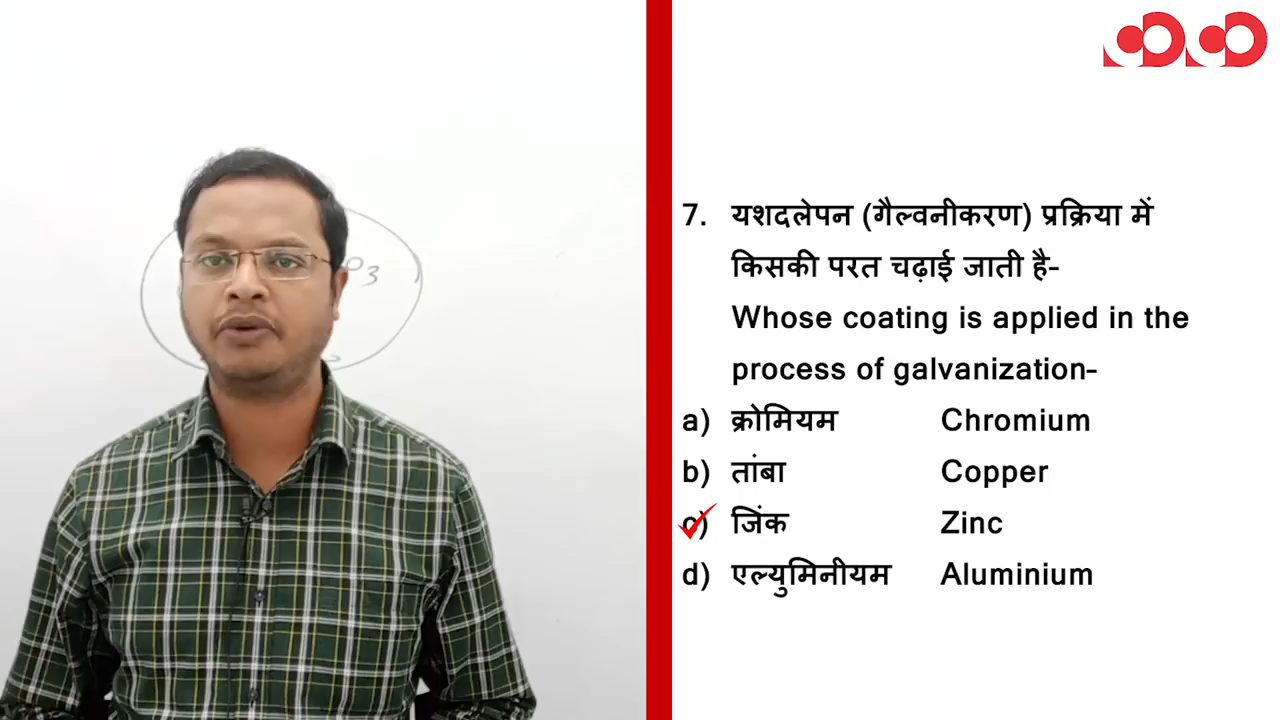 7. यशदलेपन (गैल्वनीकरण) प्रक्रिया में
किसकी परत चढ़ाई जाती है-
Whose coating is applied in the
process of galvanization-
a) क्रोमियम Chromium
b) तांबा Copper
c) जिंक Zinc
d) एल्युमिनीयम Aluminium